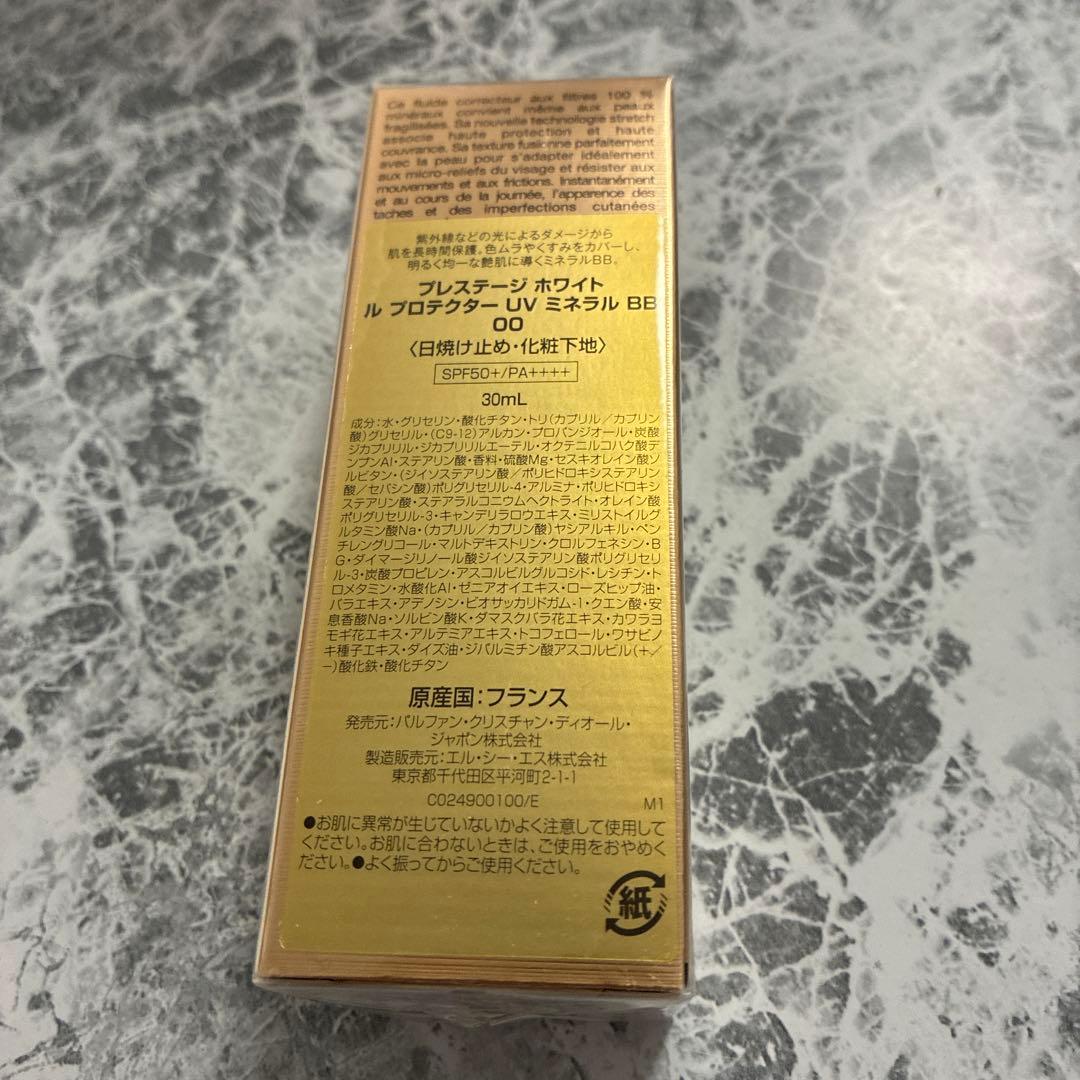 Ce fluide correcteur aux filtres 100 %
minéraux convient même aux peaux
fragilisées. Sa nouvelle technologie stretch
associe haute protection et haute
couvrance. Sa texture fusionne parfaitement
avec la peau pour s'adapter idéalement
aux micro-reliefs du visage et résister aux
mouvements et aux frictions. Instantanément
et au cours de la journée, l'apparence des
taches et des imperfections cutanées
紫外線などの光によるダメージから
肌を長時間保護。色ムラやくすみをカバーし、
明るく均一な艶肌に導くミネラルBB。
プレステージ ホワイト
ル プロテクター UV ミネラル BB
00
〈日焼け止め・化粧下地〉
SPF50+/PA++++
30mL
成分：水・グリセリン・酸化チタン・トリ(カプリル／カプリン
酸)グリセリル・(C9-12)アルカン・プロパンジオール・炭酸
ジカプリリル・ジカプリリルエーテル・オクテニルコハク酸デ
ンプンAl・ステアリン酸・香料・硫酸Mg・セスキオレイン酸ソ
ルビタン・(ジイソステアリン酸／ポリヒドロキシステアリン
酸／セバシン酸)ポリグリセリル-4・アルミナ・ポリヒドロキシ
ステアリン酸・ステアラルコニウムヘクトライト・オレイン酸
ポリグリセリル-3・キャンデリラロウエキス・ミリストイルグ
ルタミン酸Na・(カプリル／カプリン酸)ヤシアルキル・ペン
チレングリコール・マルトデキストリン・クロルフェネシン・B
G・ダイマージリノール酸ジイソステアリン酸ポリグリセリ
ル-3・炭酸プロピレン・アスコルビルグルコシド・レシチン・ト
ロメタミン・水酸化Al・ゼニアオイエキス・ローズヒップ油・
バラエキス・アデノシン・ビオサッカリドガム-1・クエン酸・安
息香酸Na・ソルビン酸K・ダマスクバラ花エキス・カワラヨ
モギ花エキス・アルテミアエキス・トコフェロール・ワサビノ
キ種子エキス・ダイズ油・ジパルミチン酸アスコルビル(+／
−)酸化鉄・酸化チタン
原産国：フランス
発売元：パルファン・クリスチャン・ディオール・
ジャポン株式会社
製造販売元：エル・シー・エス株式会社
東京都千代田区平河町2-1-1
C024900100/E M1
●お肌に異常が生じていないかよく注意して使用して
ください。お肌に合わないときは、ご使用をおやめく
ださい。●よく振ってからご使用ください。
紙